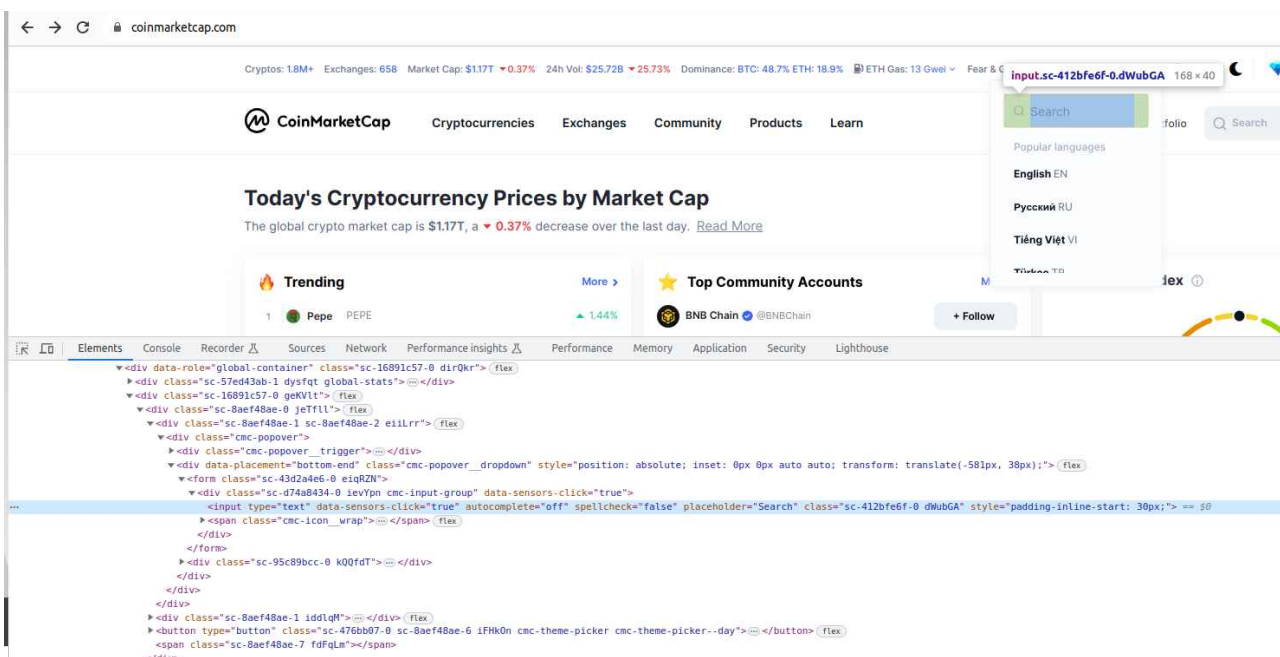 coinmarketcap.com
Cryptos: 1.8M+ Exchanges: 658 Market Cap: $1.17T ▼0.37% 24h Vol: $25.72B ▼25.73% Dominance: BTC: 48.7% ETH: 18.9% ETH Gas: 13 Gwei Fear &
input.sc-412bfe6f-0.dWubGA 168 × 40
CoinMarketCap Cryptocurrencies Exchanges Community Products Learn
Search
tfolio Search
Popular languages
English EN
Русский RU
Tiếng Việt VI
Türkçe TR
Today's Cryptocurrency Prices by Market Cap
The global crypto market cap is $1.17T, a ▼ 0.37% decrease over the last day. Read More
Trending More >
Top Community Accounts M
dex
1 Pepe PEPE ▲ 1.44%
BNB Chain @BNBChain + Follow
Elements Console Recorder Sources Network Performance insights Performance Memory Application Security Lighthouse
▼<div data-role="global-container" class="sc-16891c57-0 dirQkr"> flex
▶<div class="sc-57ed43ab-1 dysfqt global-stats">…</div>
▼<div class="sc-16891c57-0 geKVlt"> flex
▼<div class="sc-8aef48ae-0 jeTfll"> flex
▼<div class="sc-8aef48ae-1 sc-8aef48ae-2 eiiLrr"> flex
▼<div class="cmc-popover">
▶<div class="cmc-popover__trigger">…</div>
▼<div data-placement="bottom-end" class="cmc-popover__dropdown" style="position: absolute; inset: 0px 0px auto auto; transform: translate(-581px, 38px);"> flex
▼<form class="sc-43d2a4e6-0 eiqRZN">
▼<div class="sc-d74a8434-0 ievYpn cmc-input-group" data-sensors-click="true">
… <input type="text" data-sensors-click="true" autocomplete="off" spellcheck="false" placeholder="Search" class="sc-412bfe6f-0 dWubGA" style="padding-inline-start: 30px;"> == $0
▶<span class="cmc-icon__wrap">…</span> flex
</div>
</form>
▶<div class="sc-95c89bcc-0 kQQfdT">…</div>
</div>
</div>
</div>
▶<div class="sc-8aef48ae-1 iddlqM">…</div> flex
▶<button type="button" class="sc-476bb07-0 sc-8aef48ae-6 iFHkOn cmc-theme-picker cmc-theme-picker--day">…</button> flex
<span class="sc-8aef48ae-7 fdFqLm"></span>